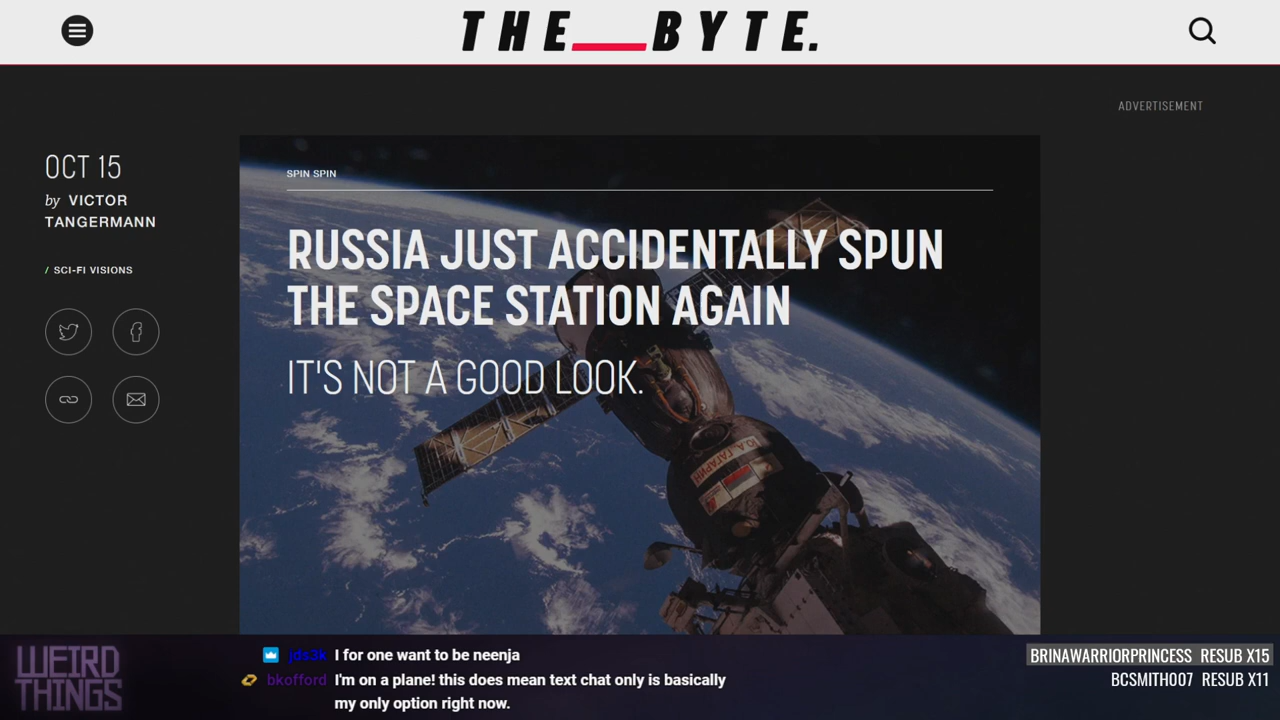 THE__BYTE.
ADVERTISEMENT
OCT 15
by VICTOR
TANGERMANN
/ SCI-FI VISIONS
SPIN SPIN
RUSSIA JUST ACCIDENTALLY SPUN
THE SPACE STATION AGAIN
IT'S NOT A GOOD LOOK.
Ю.А. ГАГАРИН
WEIRD
THINGS
jds3k I for one want to be neenja
bkofford I'm on a plane! this does mean text chat only is basically
my only option right now.
BRINAWARRIORPRINCESS RESUB X15
BCSMITH007 RESUB X11